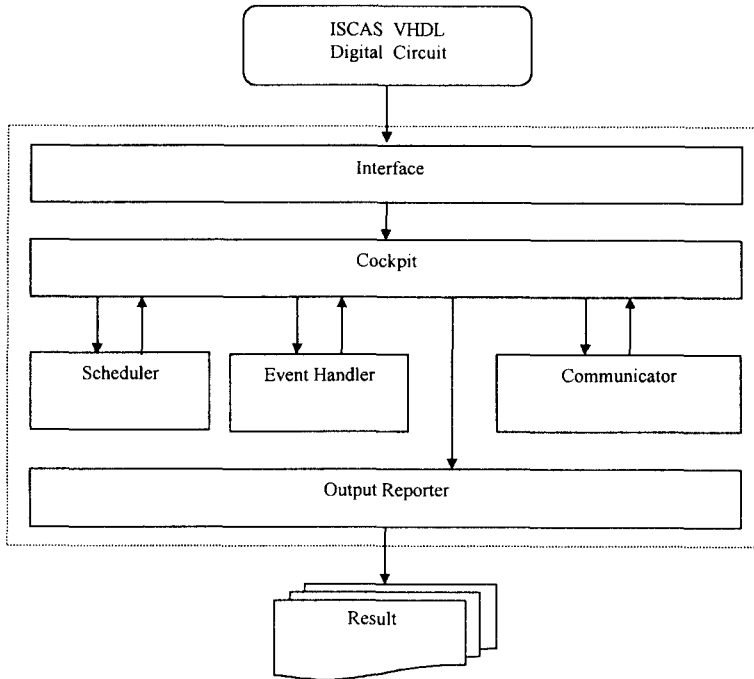 ISCAS VHDL
Digital Circuit
Interface
Cockpit
Scheduler
Event Handler
Communicator
Output Reporter
Result